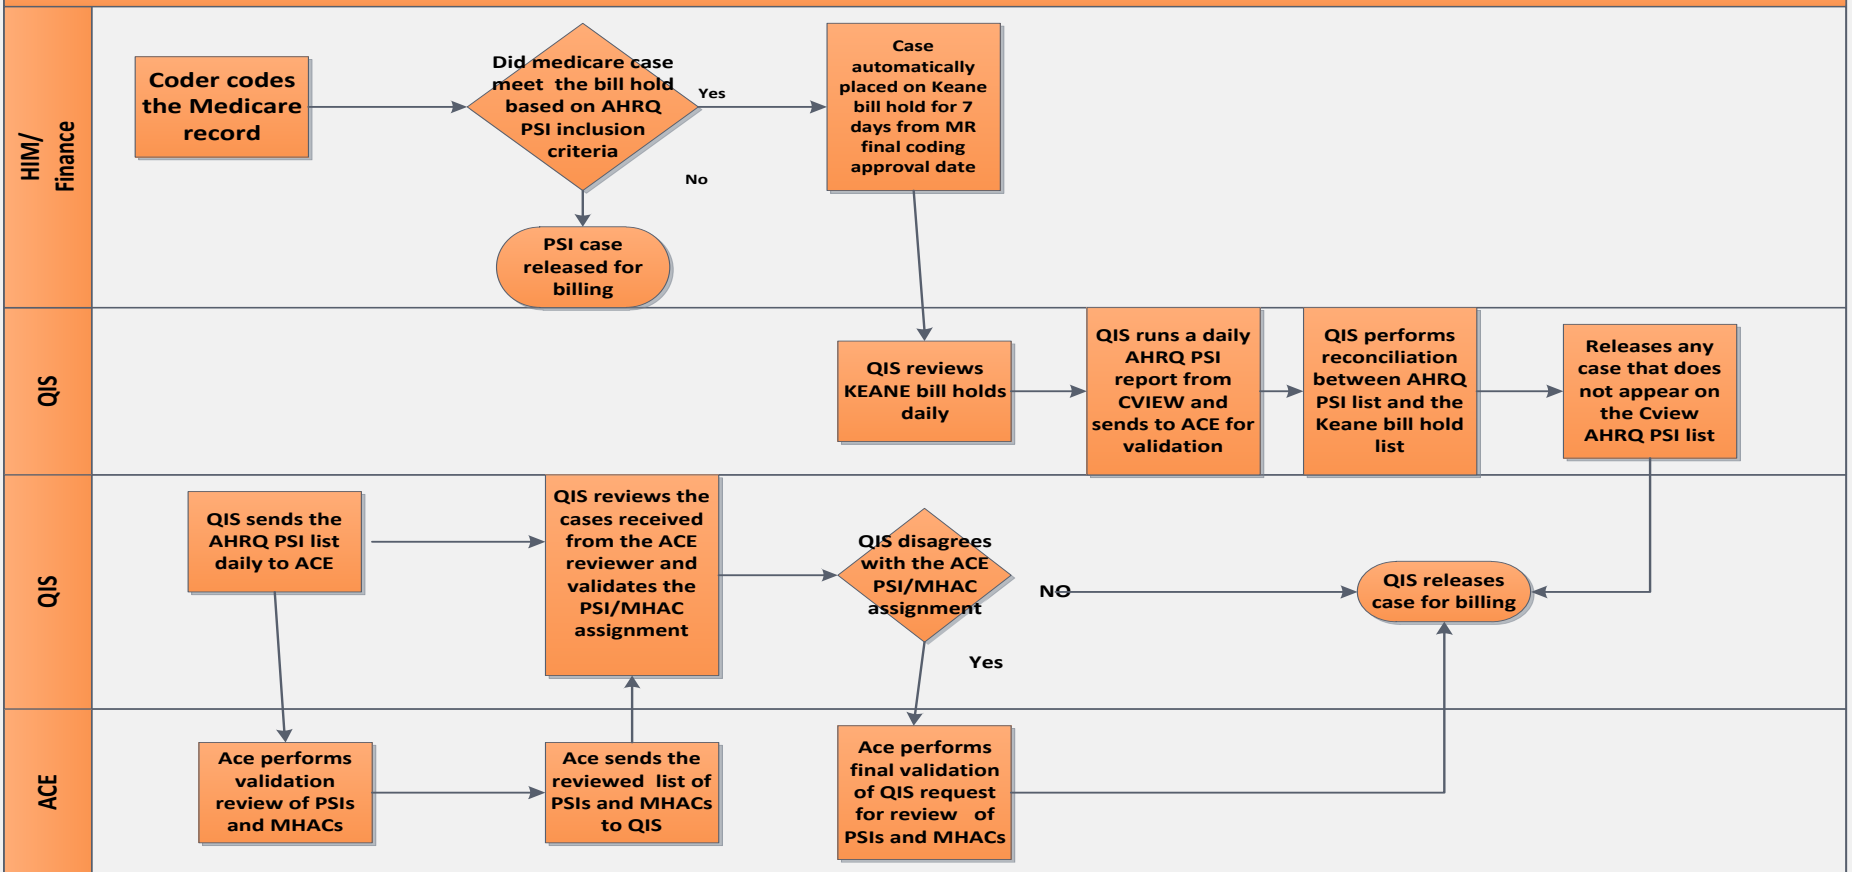 HIM/
Finance
Coder codes
the Medicare
record
Did medicare case
meet  the bill hold
based on AHRQ
PSI inclusion
criteria
Yes
No
Case
automatically
placed on Keane
bill hold for 7
days from MR
final coding
approval date
PSI case
released for
billing
QIS
QIS reviews
KEANE bill holds
daily
QIS runs a daily
AHRQ PSI
report from
CVIEW and
sends to ACE for
validation
QIS performs
reconciliation
between AHRQ
PSI list and the
Keane bill hold
list
Releases any
case that does
not appear on
the Cview
AHRQ PSI list
QIS
QIS sends the
AHRQ PSI list
daily to ACE
QIS reviews the
cases received
from the ACE
reviewer and
validates the
PSI/MHAC
assignment
QIS disagrees
with the ACE
PSI/MHAC
assignment
NO
Yes
QIS releases
case for billing
ACE
Ace performs
validation
review of PSIs
and MHACs
Ace sends the
reviewed  list of
PSIs and MHACs
to QIS
Ace performs
final validation
of QIS request
for review   of
PSIs and MHACs